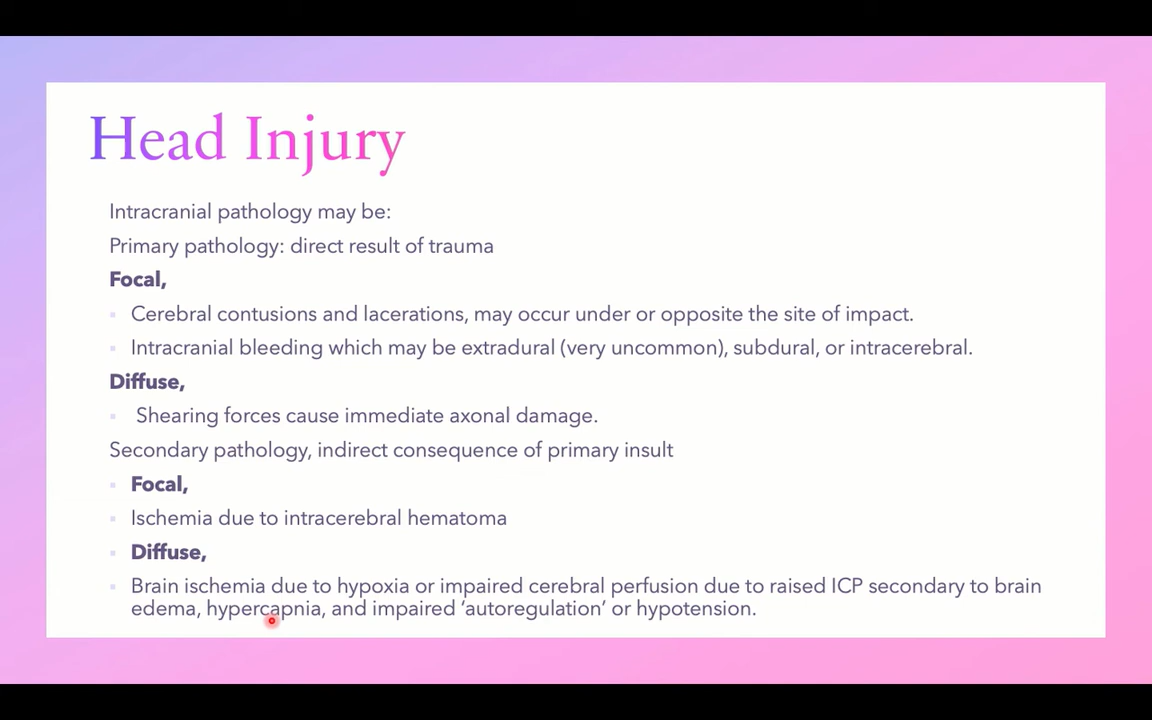 Head Injury
Intracranial pathology may be:
Primary pathology: direct result of trauma
Focal,
Cerebral contusions and lacerations, may occur under or opposite the site of impact.
Intracranial bleeding which may be extradural (very uncommon), subdural, or intracerebral.
Diffuse,
Shearing forces cause immediate axonal damage.
Secondary pathology, indirect consequence of primary insult
Focal,
Ischemia due to intracerebral hematoma
Diffuse,
Brain ischemia due to hypoxia or impaired cerebral perfusion due to raised ICP secondary to brain
edema, hypercapnia, and impaired ‘autoregulation’ or hypotension.